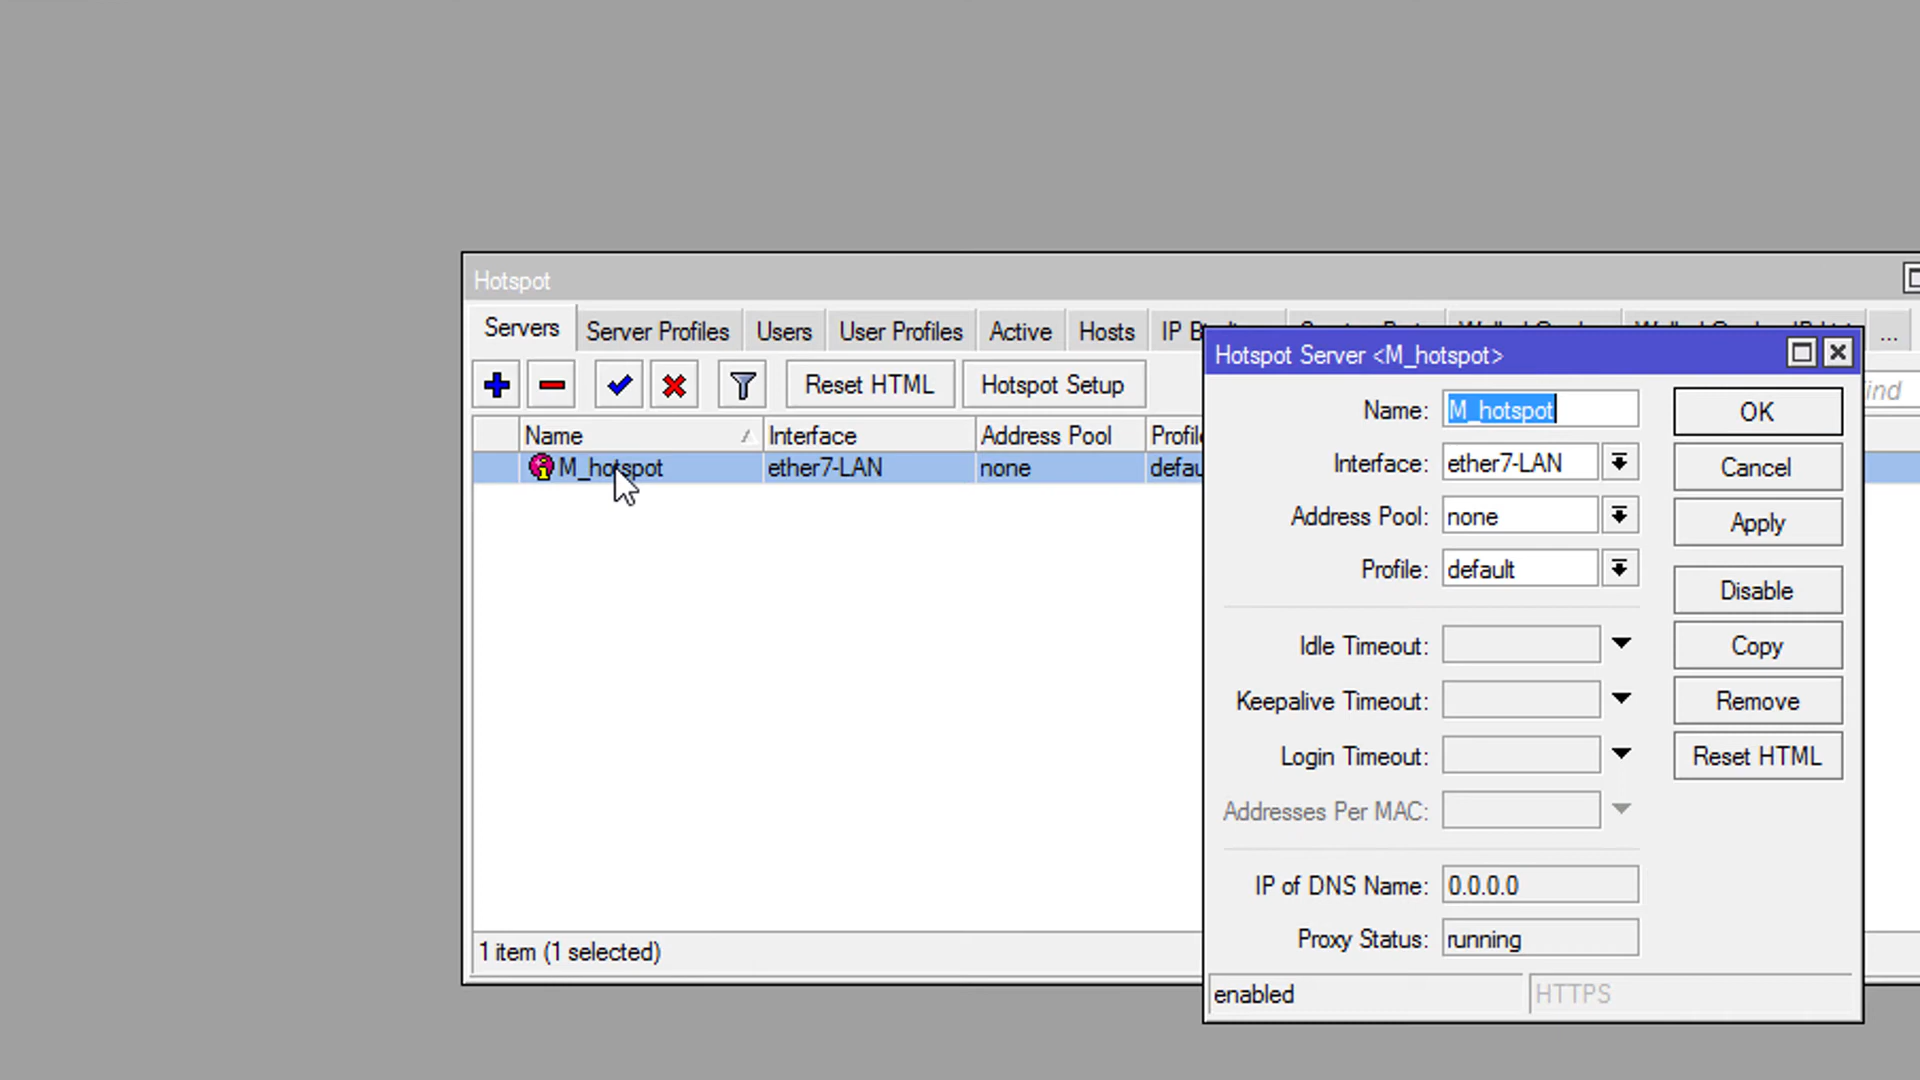 Hotspot
Servers Server Profiles Users User Profiles Active Hosts IP ...
Reset HTML Hotspot Setup
Name Interface Address Pool
M_hotspot ether7-LAN none
1 item (1 selected)
Hotspot Server <M_hotspot>
Name: M_hotspot OK
Interface: ether7-LAN Cancel
Address Pool: none Apply
Profile: default
Disable
Idle Timeout: Copy
Keepalive Timeout: Remove
Login Timeout: Reset HTML
Addresses Per MAC:
IP of DNS Name: 0.0.0.0
Proxy Status: running
enabled HTTPS